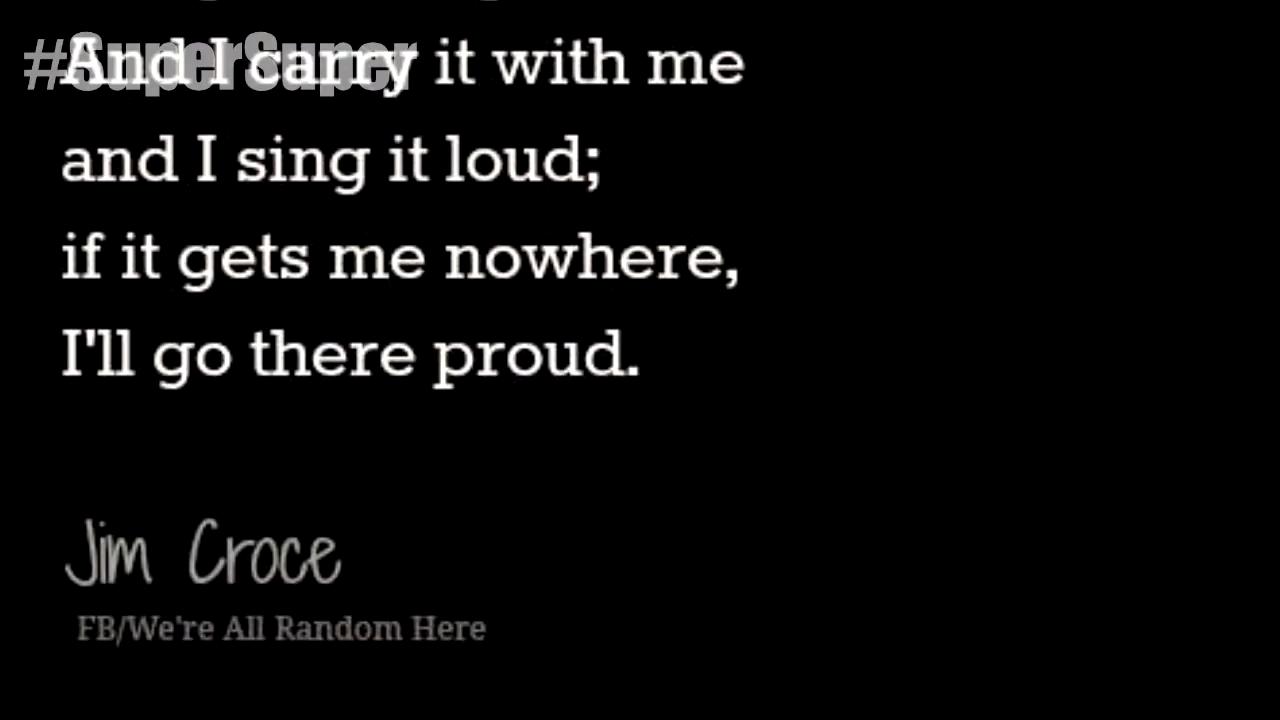 #SuperSuper
And I carry it with me
and I sing it loud;
if it gets me nowhere,
I'll go there proud.
Jim Croce
FB/We're All Random Here